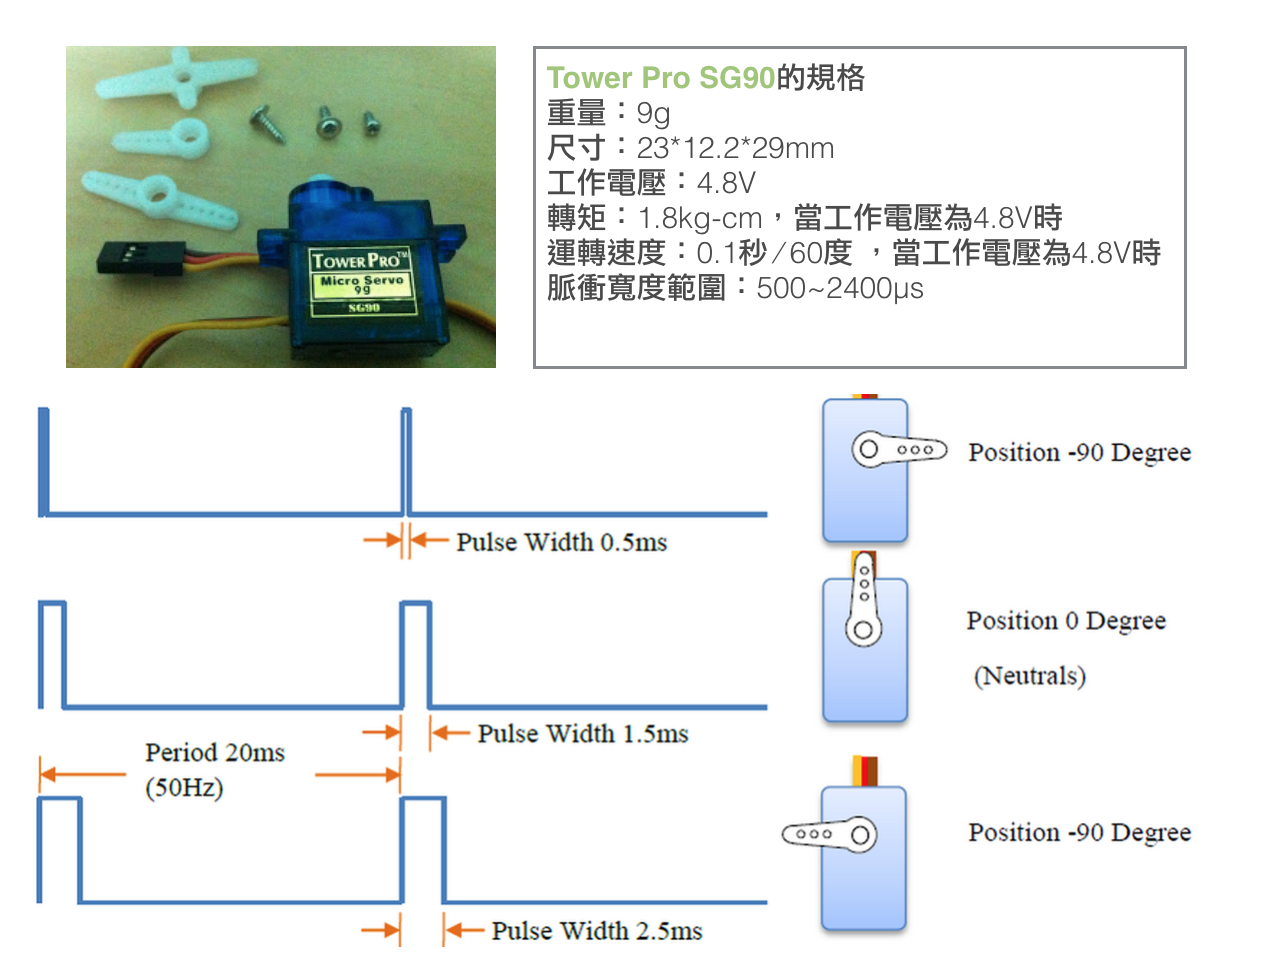 TOWER PRO™
Micro Servo
9g
SG90
Tower Pro SG90的規格
重量：9g
尺寸：23*12.2*29mm
工作電壓：4.8V
轉矩：1.8kg-cm，當工作電壓為4.8V時
運轉速度：0.1秒/60度 ，當工作電壓為4.8V時
脈衝寬度範圍：500~2400µs
Pulse Width 0.5ms
Position -90 Degree
Position 0 Degree
(Neutrals)
Pulse Width 1.5ms
Period 20ms
(50Hz)
Position -90 Degree
Pulse Width 2.5ms